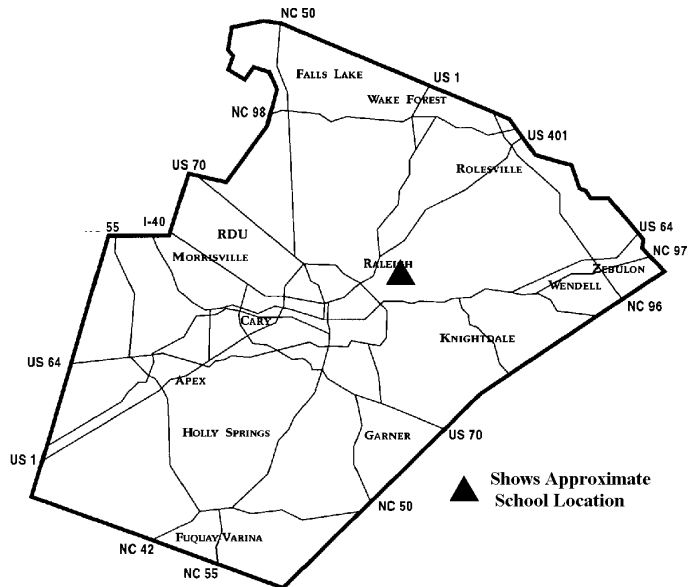 NC 50
FALLS LAKE
US 1
WAKE FOREST
NC 98
US 401
US 70
ROLESVILLE
55
I-40
RDU
US 64
MORRISVILLE
NC 97
RALEIGH
ZEBULON
WENDELL
NC 96
CARY
KNIGHTDALE
US 64
APEX
HOLLY SPRINGS
GARNER
US 70
US 1
Shows Approximate
School Location
NC 50
FUQUAY VARINA
NC 42
NC 55